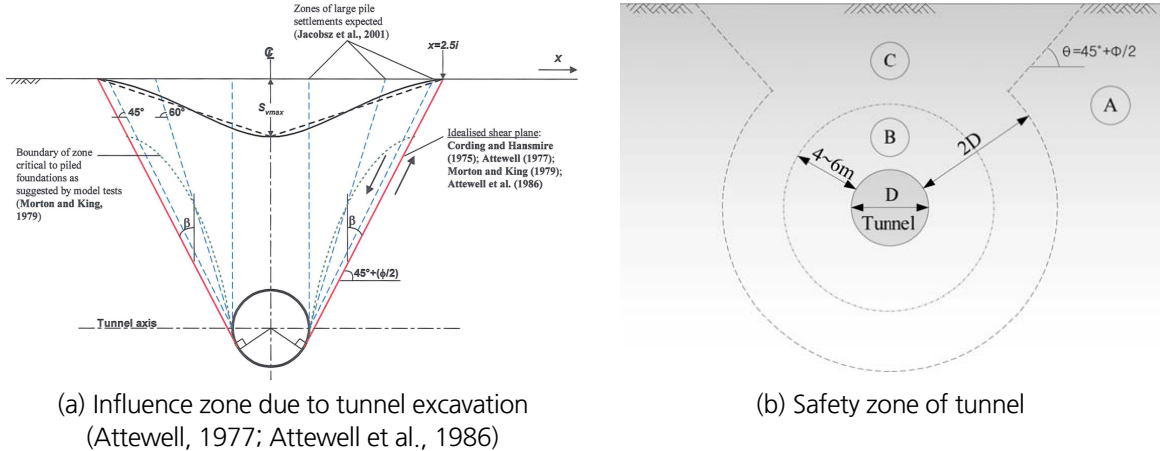 Zones of large pile
settlements expected
(Jacobsz et al., 2001)
x=2.5i
x
℄
Svmax
45°
60°
Boundary of zone
critical to piled
foundations as
suggested by model tests
(Morton and King,
1979)
Idealised shear plane:
Cording and Hansmire
(1975); Attewell (1977);
Morton and King (1979);
Attewell et al. (1986)
β
β
45°+(ϕ/2)
Tunnel axis
(a) Influence zone due to tunnel excavation
(Attewell, 1977; Attewell et al., 1986)
C
θ=45°+Φ/2
A
B
2D
4~6m
D
Tunnel
(b) Safety zone of tunnel